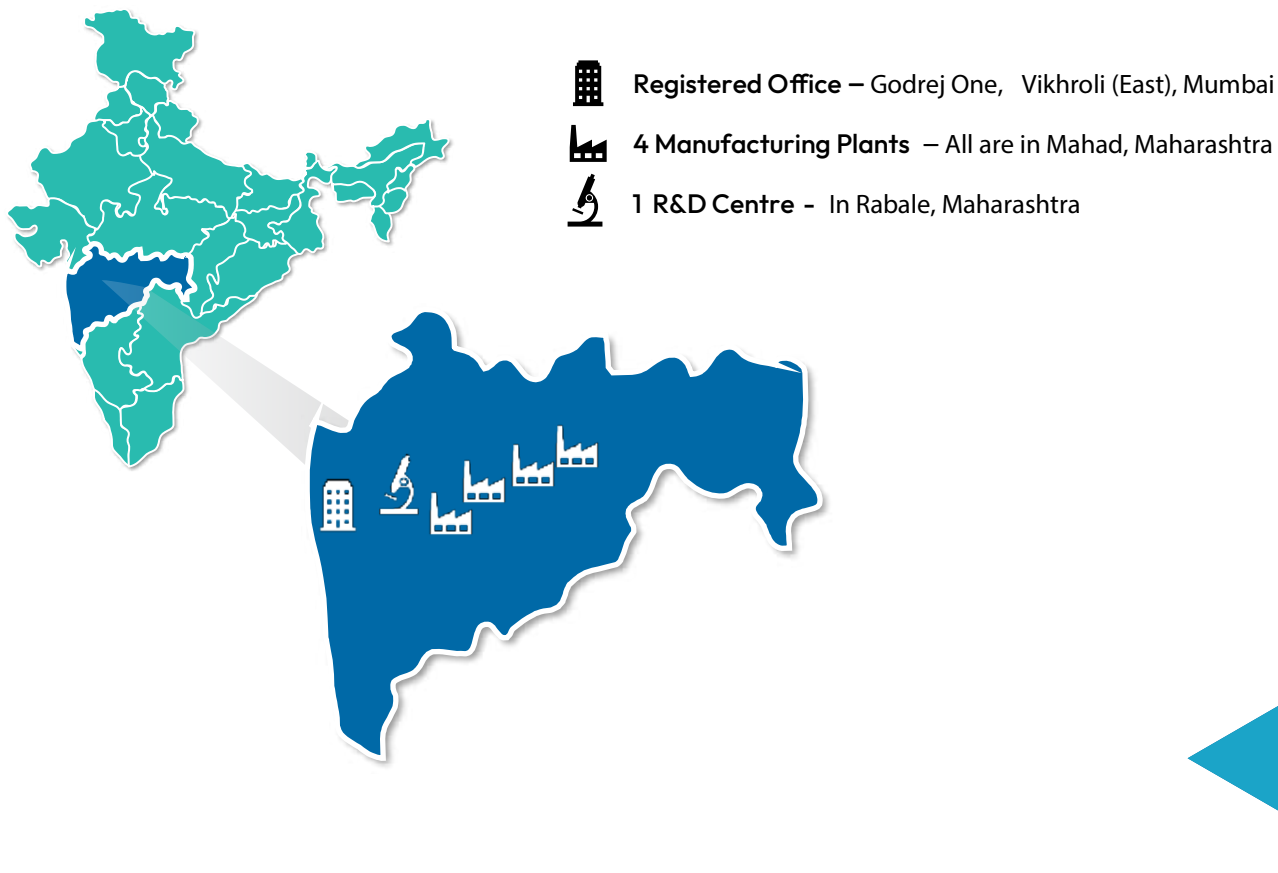 Registered Office – Godrej One, Vikhroli (East), Mumbai
4 Manufacturing Plants – All are in Mahad, Maharashtra
1 R&D Centre - In Rabale, Maharashtra